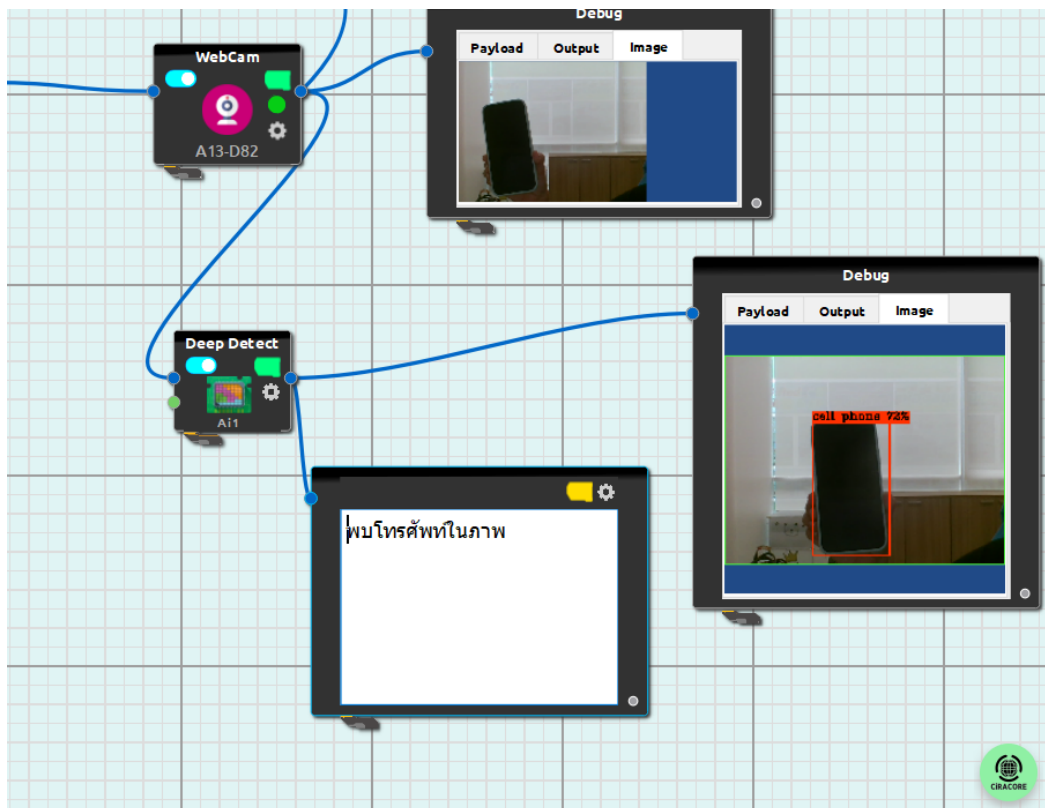 Debug
Payload Output Image
WebCam
A13-D82
Debug
Payload Output Image
Deep Detect
Ai1
cell phone 72%
พบโทรศัพท์ในภาพ
CiRACORE